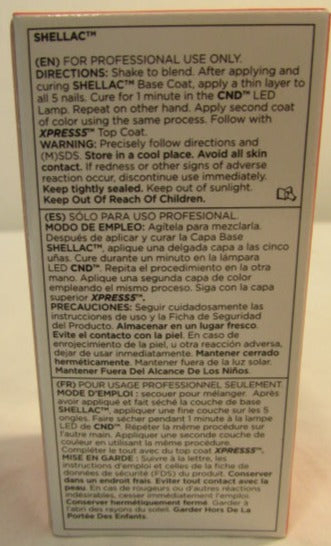 SHELLAC™
(EN) FOR PROFESSIONAL USE ONLY.
DIRECTIONS: Shake to blend. After applying and
curing SHELLAC™ Base Coat, apply a thin layer to
all 5 nails. Cure for 1 minute in the CND™ LED
Lamp. Repeat on other hand. Apply second coat
of color using the same process. Follow with
XPRESS5™ Top Coat.
WARNING: Precisely follow directions and
(M)SDS. Store in a cool place. Avoid all skin
contact. If redness or other signs of adverse
reaction occur, discontinue use immediately.
Keep tightly sealed. Keep out of sunlight.
Keep Out Of Reach Of Children.
(ES) SÓLO PARA USO PROFESIONAL.
MODO DE EMPLEO: Agítela para mezclarla.
Después de aplicar y curar la Capa Base
SHELLAC™, aplique una delgada capa a las cinco
uñas. Cure durante un minuto en la lámpara
LED CND™. Repita el procedimiento en la otra
mano. Aplique una segunda capa de color
empleando el mismo proceso. Siga con la capa
superior XPRESS5™.
PRECAUCIONES: Seguir cuidadosamente las
instrucciones de uso y la Ficha de Seguridad
del Producto. Almacenar en un lugar fresco.
Evite el contacto con la piel. En caso de
enrojecimiento de la piel, u otra reacción adversa,
dejar de usar inmediatamente. Mantener cerrado
herméticamente. Mantener fuera de la luz solar.
Mantener Fuera Del Alcance De Los Niños.
(FR) POUR USAGE PROFESSIONNEL SEULEMENT.
MODE D'EMPLOI : secouer pour mélanger. Après
avoir appliqué et fait séché la couche de base
SHELLAC™, appliquer une fine couche sur les 5
ongles. Faire sécher pendant 1 minute à la lampe
LED de CND™. Répéter la même procédure sur
l'autre main. Appliquer une seconde couche de
couleur en utilisant la même procédure.
Compléter le tout avec du top coat XPRESS5™.
MISE EN GARDE : Suivre à la lettre, les
instructions d'emploi et celles de la fiche de
données de sécurité (FDS) du produit. Conserver
dans un endroit frais. Eviter tout contact avec la
peau. En cas de rougeurs ou d'autres réactions
indésirables, cesser immédiatement l'emploi.
Conserver hermétiquement fermé. Garder à
l'abri des rayons du soleil. Garder Hors De La
Portée Des Enfants.